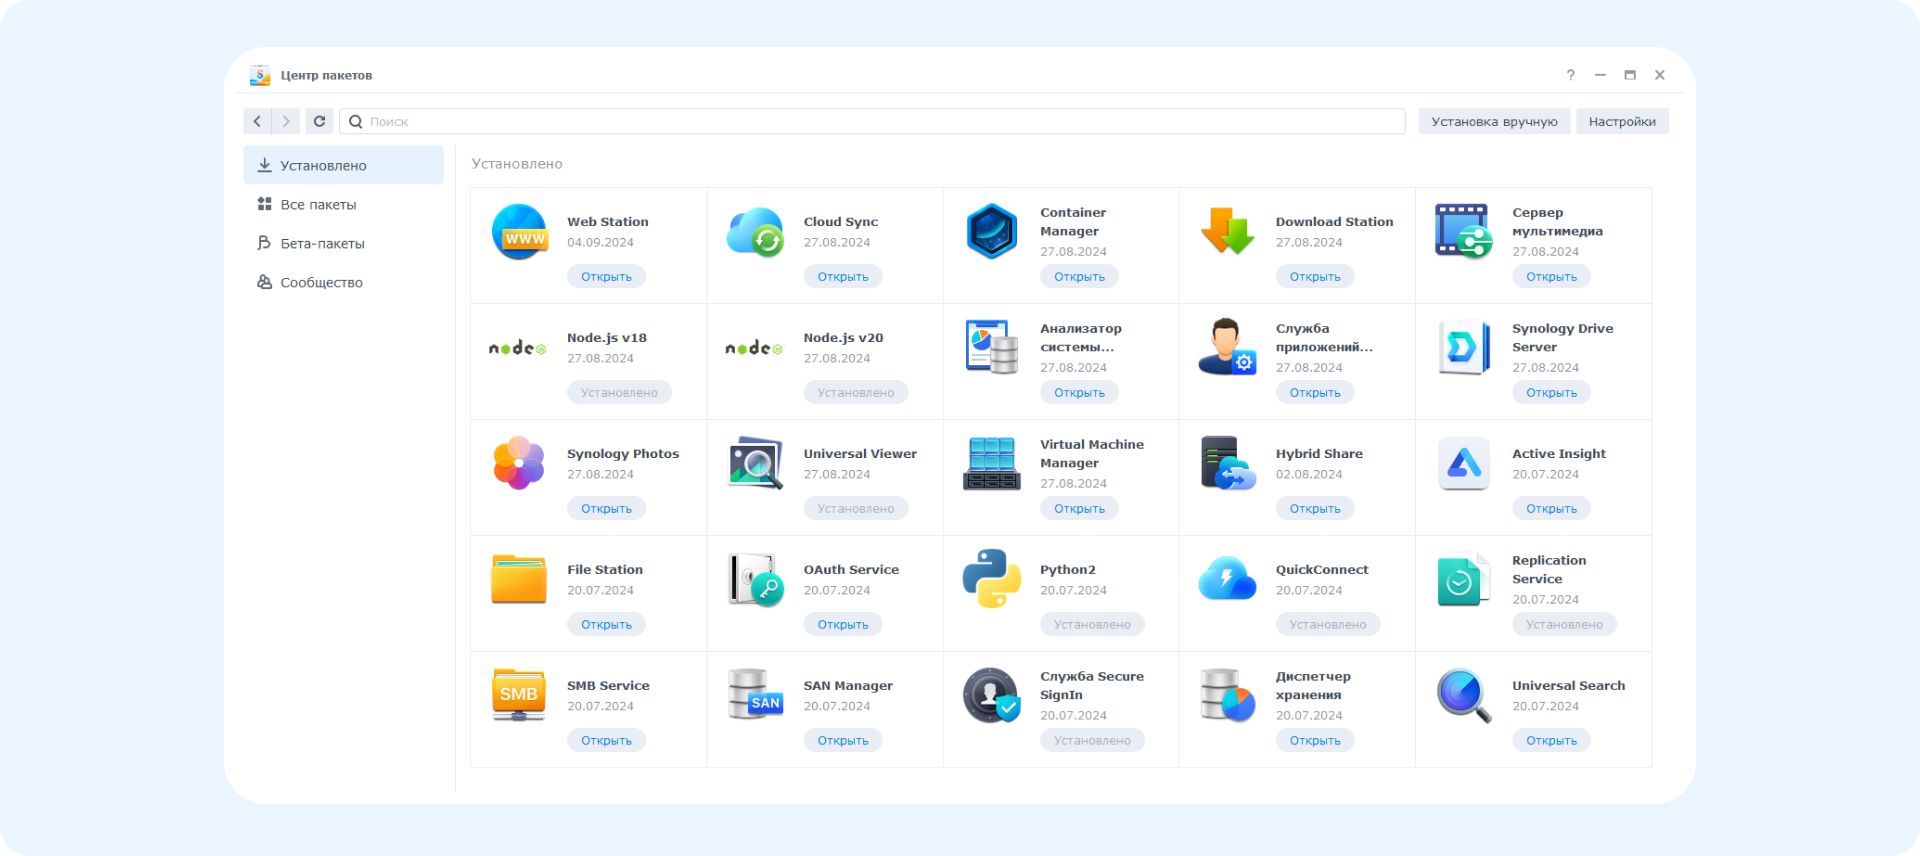 Центр пакетов
?
Поиск
Установка вручную
Настройки
Установлено
Все пакеты
Бета-пакеты
Сообщество
Установлено
WWW
Web Station
04.09.2024
Открыть
Cloud Sync
27.08.2024
Открыть
Container
Manager
27.08.2024
Открыть
Download Station
27.08.2024
Открыть
Сервер
мультимедиа
27.08.2024
Открыть
node
Node.js v18
27.08.2024
Установлено
node
Node.js v20
27.08.2024
Установлено
Анализатор
системы...
27.08.2024
Открыть
Служба
приложений...
27.08.2024
Открыть
Synology Drive
Server
27.08.2024
Открыть
Synology Photos
27.08.2024
Открыть
Universal Viewer
27.08.2024
Установлено
Virtual Machine
Manager
27.08.2024
Открыть
Hybrid Share
02.08.2024
Открыть
Active Insight
20.07.2024
Открыть
File Station
20.07.2024
Открыть
OAuth Service
20.07.2024
Открыть
Python2
20.07.2024
Установлено
QuickConnect
20.07.2024
Установлено
Replication
Service
20.07.2024
Установлено
SMB
SMB Service
20.07.2024
Открыть
SAN
SAN Manager
20.07.2024
Открыть
Служба Secure
SignIn
20.07.2024
Установлено
Диспетчер
хранения
20.07.2024
Открыть
Universal Search
20.07.2024
Открыть